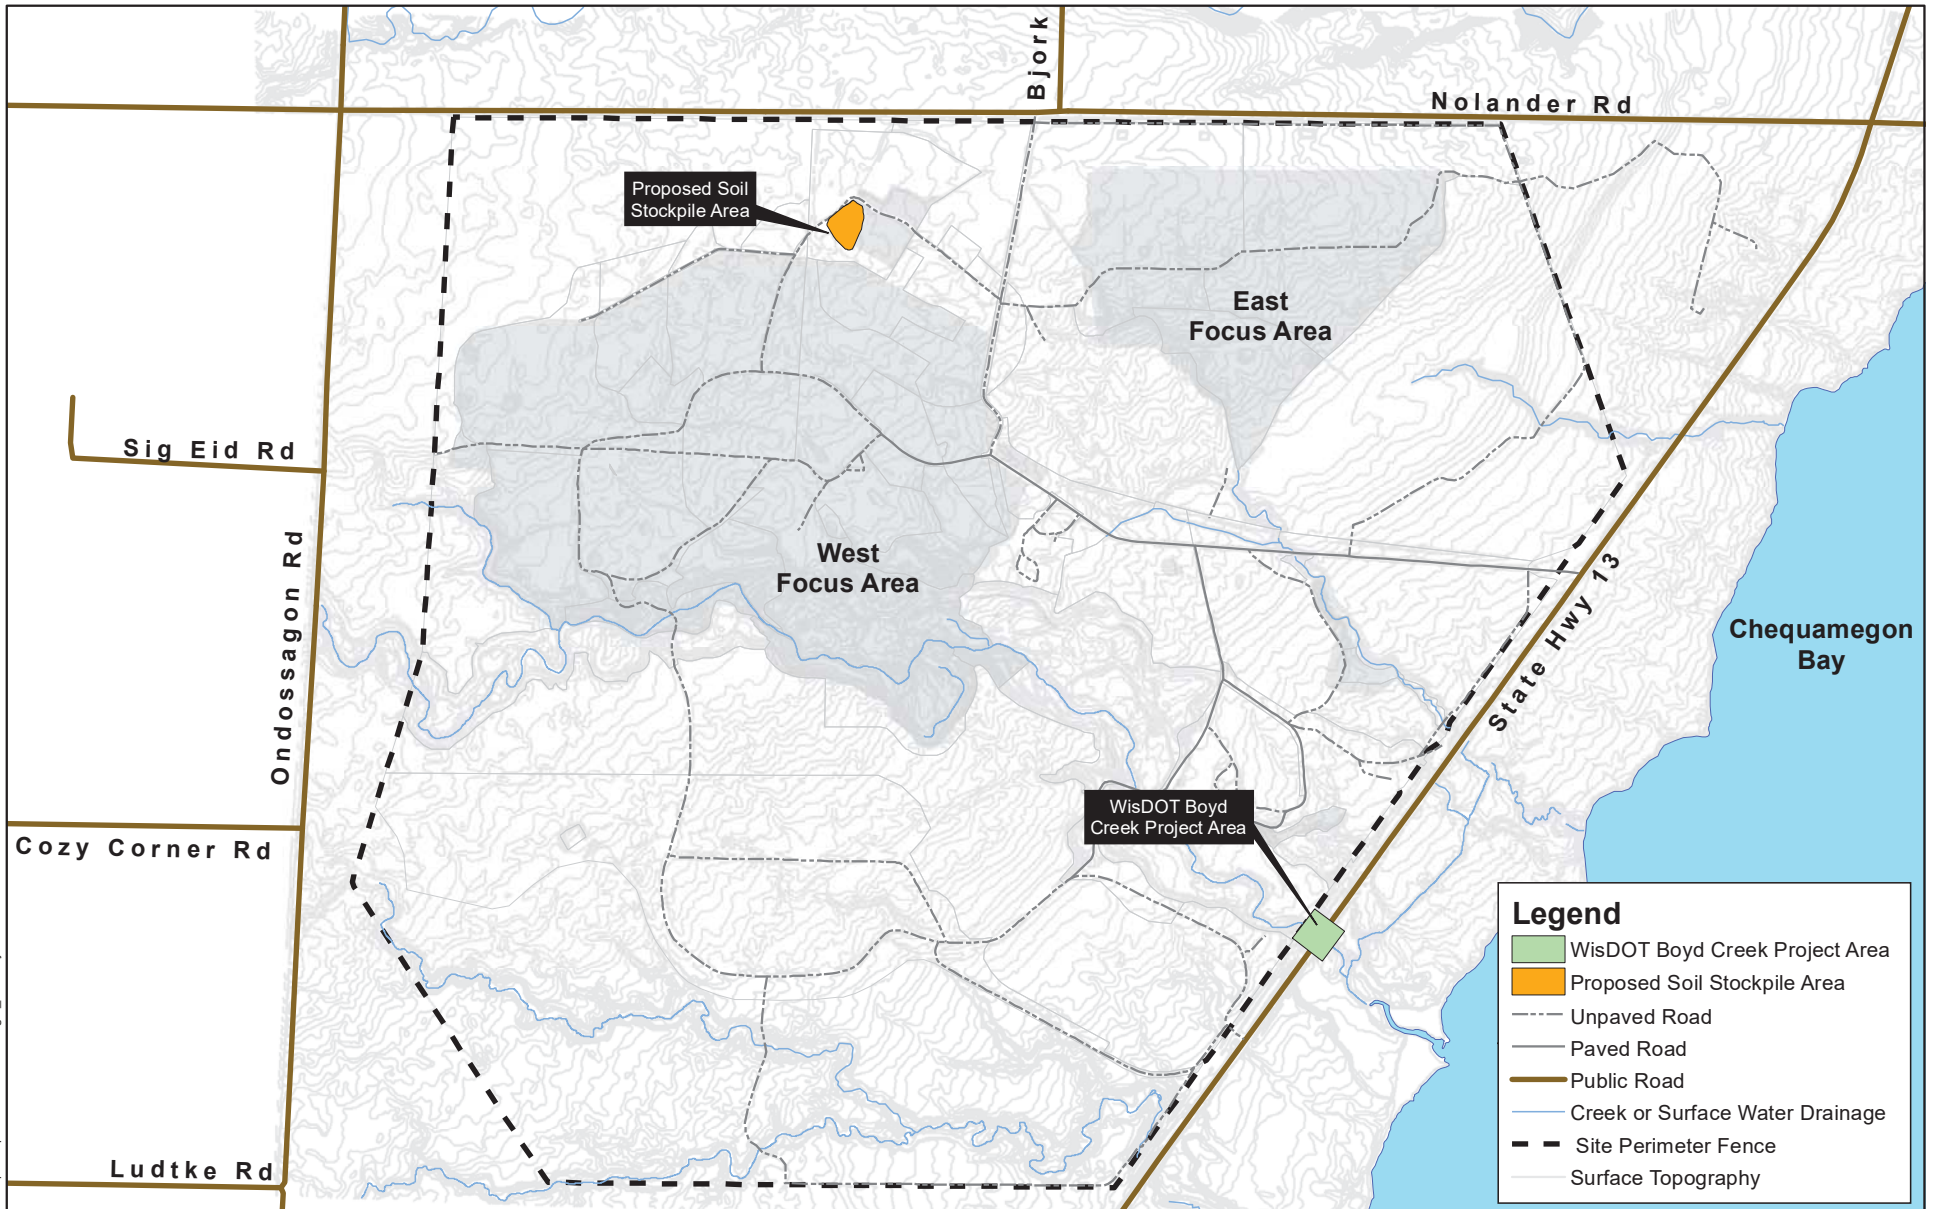 Bjork
Nolander Rd
Proposed Soil
Stockpile Area
East
Focus Area
Sig Eid Rd
West
Focus Area
Ondossagon Rd
State Hwy 13
Chequamegon
Bay
WisDOT Boyd
Creek Project Area
Cozy Corner Rd
Ludtke Rd
Legend
WisDOT Boyd Creek Project Area
Proposed Soil Stockpile Area
Unpaved Road
Paved Road
Public Road
Creek or Surface Water Drainage
Site Perimeter Fence
Surface Topography